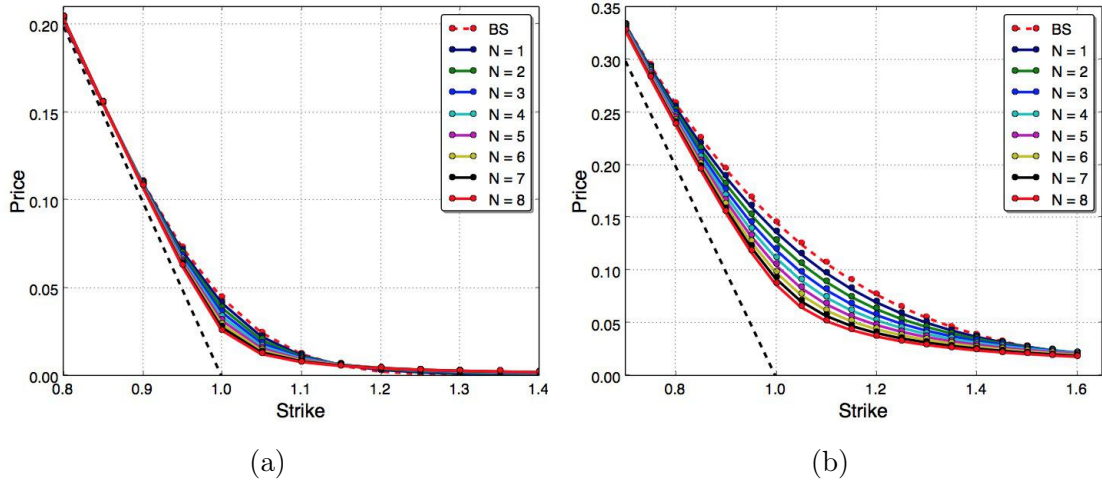 0.20
0.15
0.10
0.05
0.00
Price
0.8 0.9 1.0 1.1 1.2 1.3 1.4
Strike
BS
N = 1
N = 2
N = 3
N = 4
N = 5
N = 6
N = 7
N = 8
(a)
0.35
0.30
0.25
0.20
0.15
0.10
0.05
0.00
Price
0.8 1.0 1.2 1.4 1.6
Strike
BS
N = 1
N = 2
N = 3
N = 4
N = 5
N = 6
N = 7
N = 8
(b)